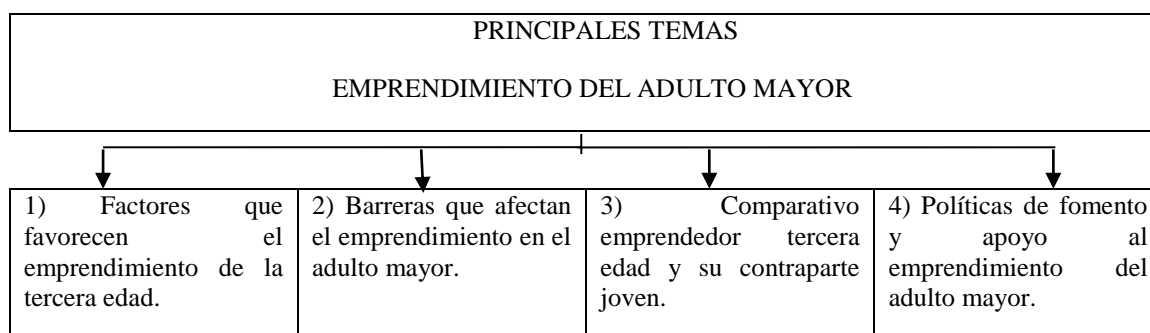 PRINCIPALES TEMAS
EMPRENDIMIENTO DEL ADULTO MAYOR
1) Factores que
favorecen el
emprendimiento de la
tercera edad.
2) Barreras que afectan
el emprendimiento en el
adulto mayor.
3) Comparativo
emprendedor tercera
edad y su contraparte
joven.
4) Políticas de fomento
y apoyo al
emprendimiento del
adulto mayor.